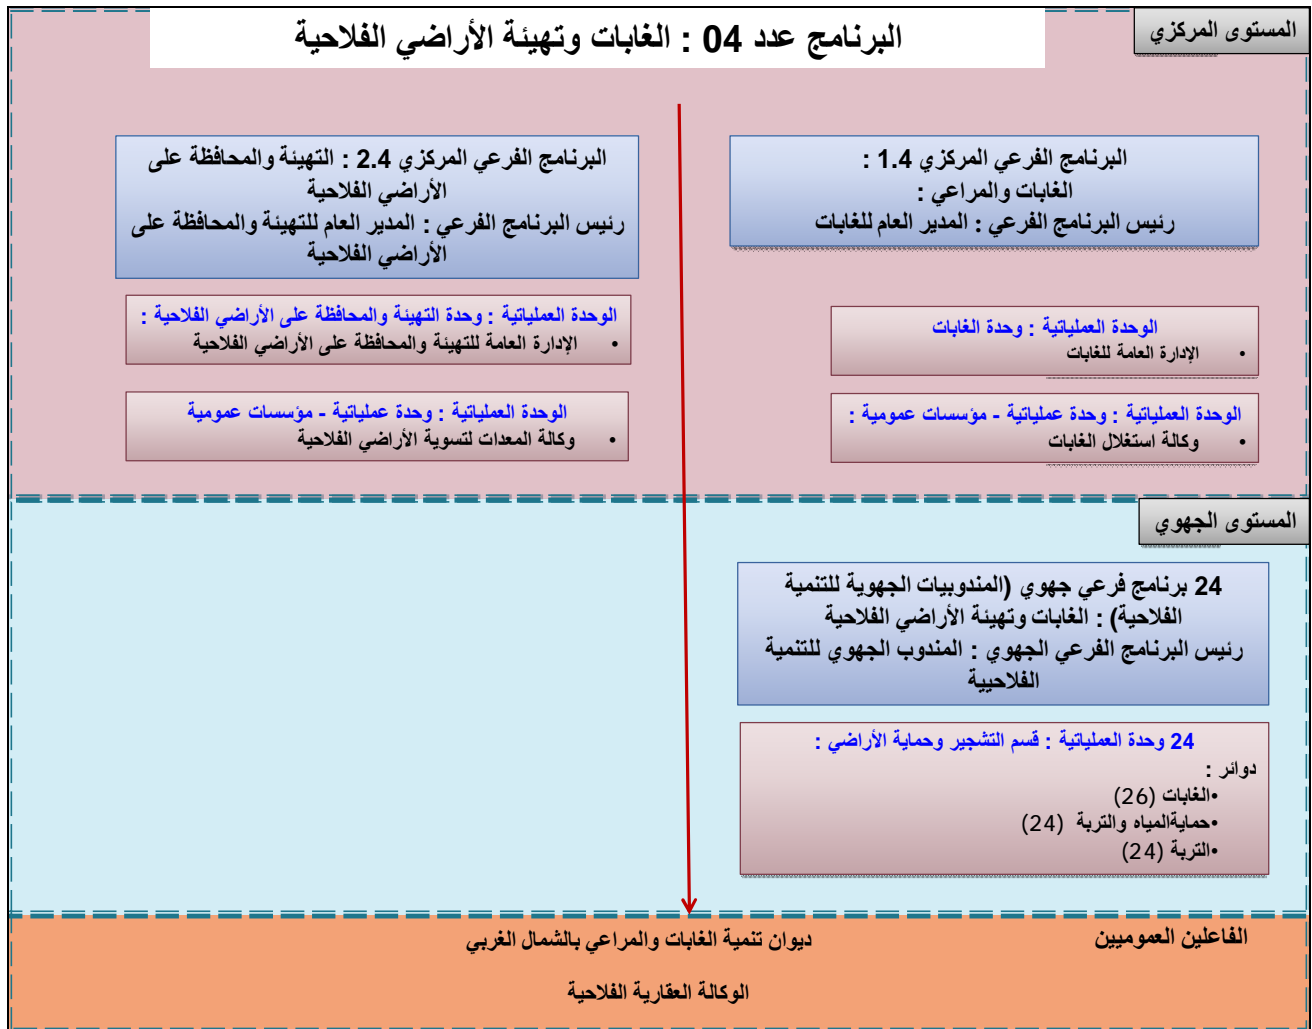 المستوى المركزي
البرنامج عدد 04 : الغابات وتهيئة الأراضي الفلاحية
البرنامج الفرعي المركزي 1.4 :
الغابات والمراعي :
رئيس البرنامج الفرعي : المدير العام للغابات
الوحدة العملياتية : وحدة الغابات
• الإدارة العامة للغابات
الوحدة العملياتية : وحدة عملياتية - مؤسسات عمومية :
• وكالة استغلال الغابات
البرنامج الفرعي المركزي 2.4 : التهيئة والمحافظة على
الأراضي الفلاحية
رئيس البرنامج الفرعي : المدير العام للتهيئة والمحافظة على
الأراضي الفلاحية
الوحدة العملياتية : وحدة التهيئة والمحافظة على الأراضي الفلاحية :
• الإدارة العامة للتهيئة والمحافظة على الأراضي الفلاحية
الوحدة العملياتية : وحدة عملياتية - مؤسسات عمومية
• وكالة المعدات لتسوية الأراضي الفلاحية
المستوى الجهوي
24 برنامج فرعي جهوي (المندوبيات الجهوية للتنمية
الفلاحية) : الغابات وتهيئة الأراضي الفلاحية
رئيس البرنامج الفرعي الجهوي : المندوب الجهوي للتنمية
الفلاحيية
24 وحدة العملياتية : قسم التشجير وحماية الأراضي :
دوائر :
•الغابات (26)
•حمايةالمياه والتربة (24)
•التربة (24)
الفاعلين العموميين
ديوان تنمية الغابات والمراعي بالشمال الغربي
الوكالة العقارية الفلاحية